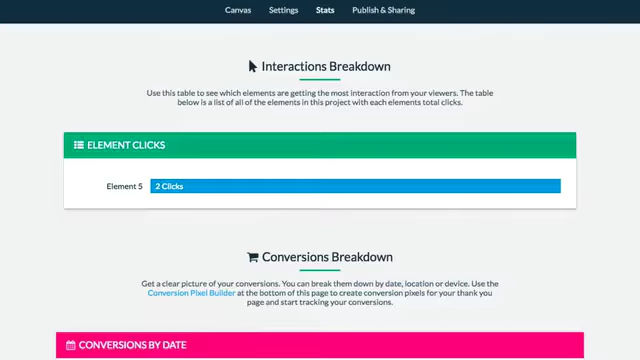 Canvas Settings Stats Publish & Sharing
Interactions Breakdown
Use this table to see which elements are getting the most interaction from your viewers. The table
below is a list of all of the elements in this project with each elements total clicks.
ELEMENT CLICKS
Element 5 2 Clicks
Conversions Breakdown
Get a clear picture of your conversions. You can break them down by date, location or device. Use the
Conversion Pixel Builder at the bottom of this page to create conversion pixels for your thank you
page and start tracking your conversions.
CONVERSIONS BY DATE